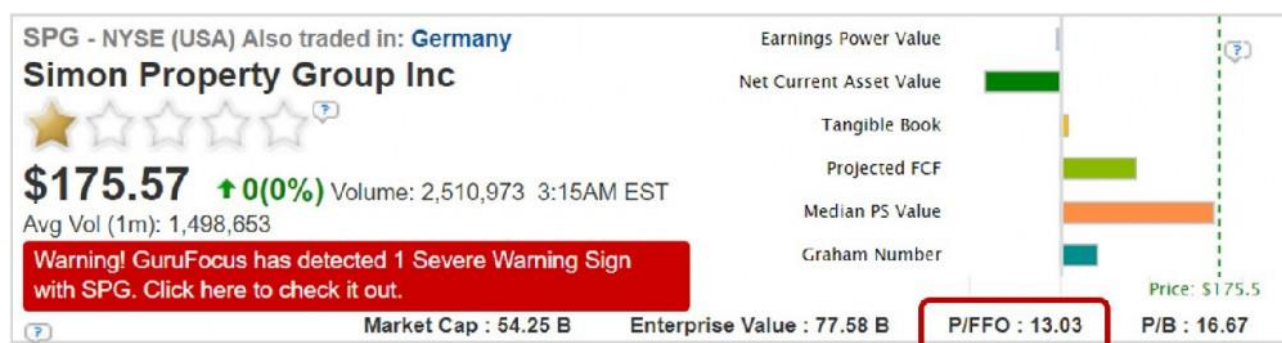 SPG - NYSE (USA) Also traded in: Germany
Simon Property Group Inc
?
$175.57 0(0%) Volume: 2,510,973 3:15AM EST
Avg Vol (1m): 1,498,653
Warning! GuruFocus has detected 1 Severe Warning Sign
with SPG. Click here to check it out.
Earnings Power Value
?
Net Current Asset Value
Tangible Book
Projected FCF
Median PS Value
Graham Number
Price: $175.5
?
Market Cap : 54.25 B Enterprise Value : 77.58 B P/FFO : 13.03 P/B : 16.67